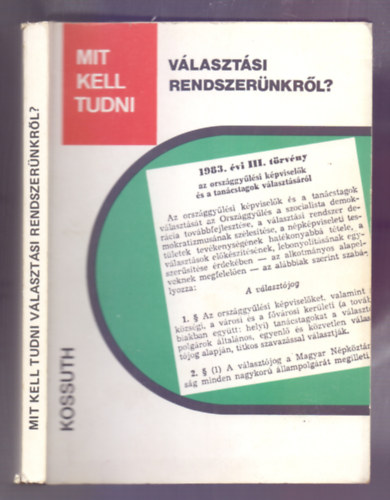 MIT KELL TUDNI VÁLASZTÁSI RENDSZERÜNKRŐL?
MIT
KELL
TUDNI
VÁLASZTÁSI
RENDSZERÜNKRŐL?
1983. évi III. törvény
az országgyűlési képviselők
és a tanácstagok választásáról
Az országgyűlési képviselők és a tanácstagok
választását az Országgyűlés a szocialista demok-
rácia továbbfejlesztése, a választási rendszer de-
mokratizmusának szélesítése, a népképviseleti tes-
tületek tevékenységének hatékonyabbá tétele, a
választások előkészítésének, lebonyolításának egy-
szerűsítése érdekében — az alkotmányos alapel-
veknek megfelelően — az alábbiak szerint szabá-
lyozza:
A választójog
1. § Az országgyűlési képviselőket, valamint
községi, a városi és a fővárosi kerületi (a továb
biakban együtt: helyi) tanácstagokat a választó
polgárok általános, egyenlő és közvetlen válasz
tójog alapján, titkos szavazással választják.
2. § (1) A választójog a Magyar Népköztár
ság minden nagykorú állampolgárát megilleti
KOSSUTH